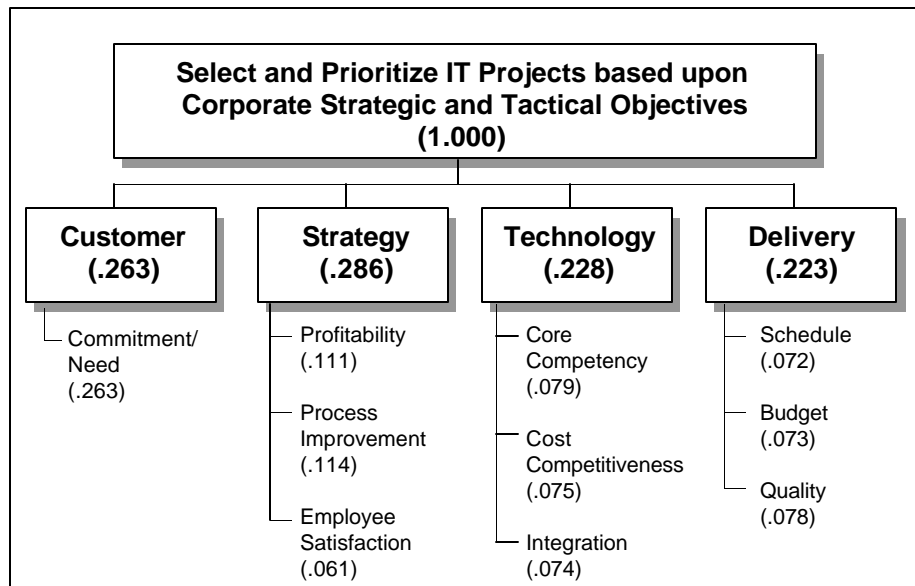 Select and Prioritize IT Projects based upon
Corporate Strategic and Tactical Objectives
(1.000)
Customer
(.263)
Commitment/
Need
(.263)
Strategy
(.286)
Profitability
(.111)
Process
Improvement
(.114)
Employee
Satisfaction
(.061)
Technology
(.228)
Core
Competency
(.079)
Cost
Competitiveness
(.075)
Integration
(.074)
Delivery
(.223)
Schedule
(.072)
Budget
(.073)
Quality
(.078)